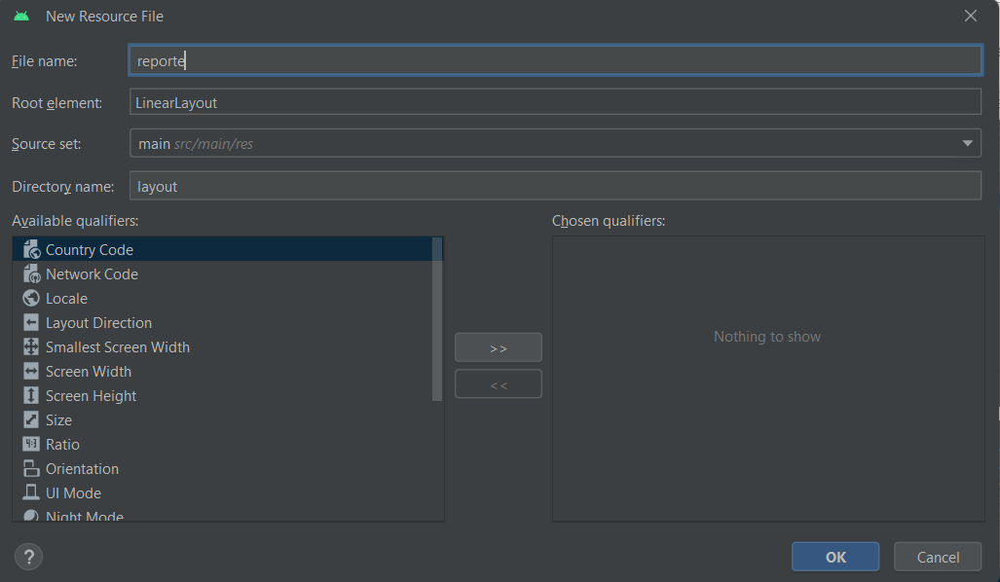 New Resource File
File name: reporte
Root element: LinearLayout
Source set: main src/main/res
Directory name: layout
Available qualifiers:
Chosen qualifiers:
Country Code
Network Code
Locale
Layout Direction
Smallest Screen Width
Screen Width
Screen Height
Size
Ratio
Orientation
UI Mode
Night Mode
>>
<<
Nothing to show
?
OK
Cancel